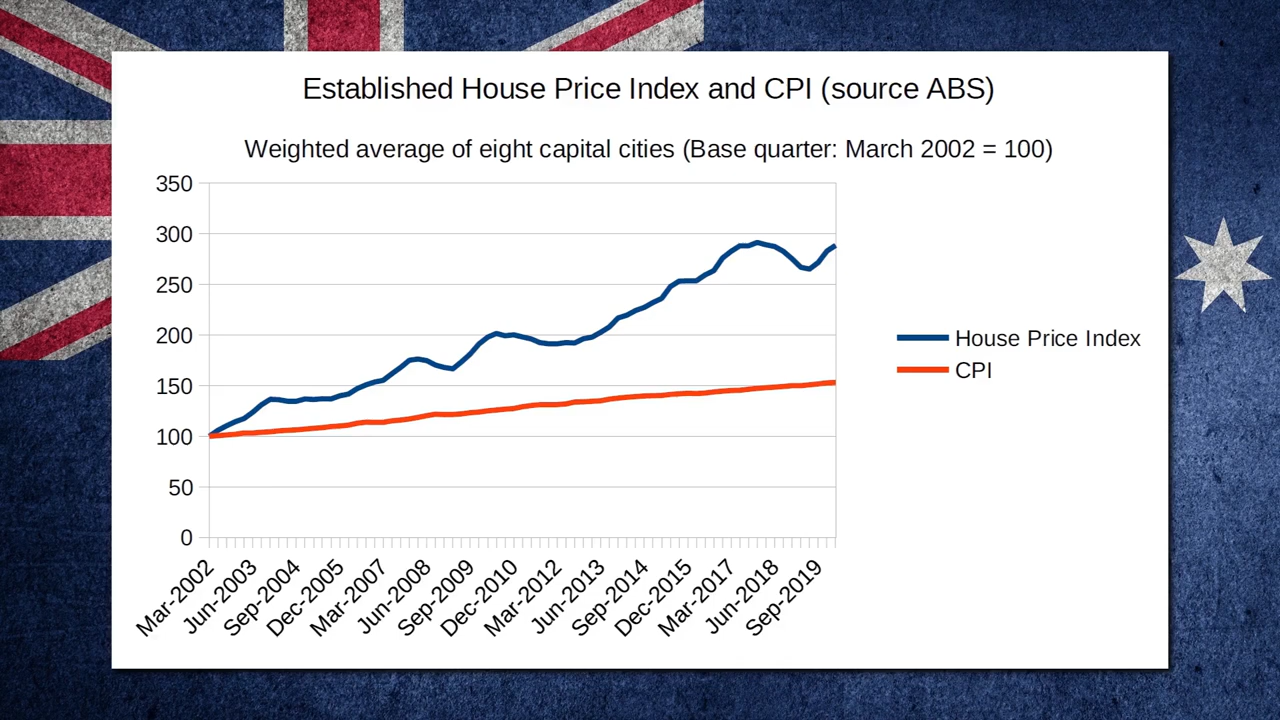 Established House Price Index and CPI (source ABS)
Weighted average of eight capital cities (Base quarter: March 2002 = 100)
350
300
250
200
150
100
50
0
House Price Index
CPI
Mar-2002
Jun-2003
Sep-2004
Dec-2005
Mar-2007
Jun-2008
Sep-2009
Dec-2010
Mar-2012
Jun-2013
Sep-2014
Dec-2015
Mar-2017
Jun-2018
Sep-2019